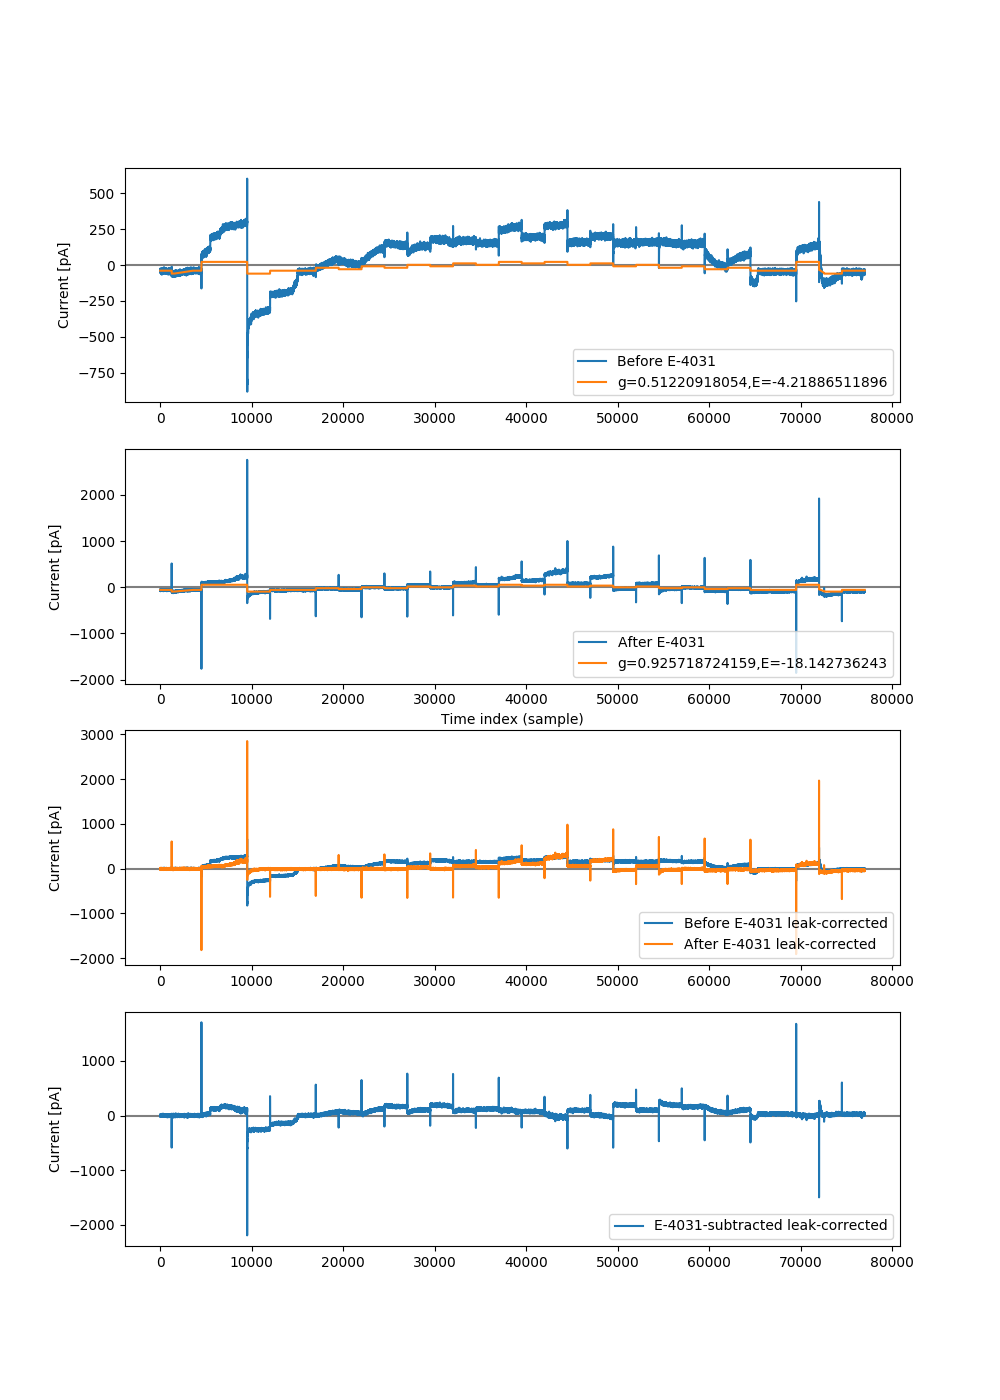 500
250
0
−250
−500
−750
Current [pA]
Before E-4031
g=0.51220918054,E=-4.21886511896
0 10000 20000 30000 40000 50000 60000 70000 80000
2000
1000
0
−1000
−2000
Current [pA]
After E-4031
g=0.925718724159,E=-18.142736243
0 10000 20000 30000 40000 50000 60000 70000 80000
Time index (sample)
3000
2000
1000
0
−1000
−2000
Current [pA]
Before E-4031 leak-corrected
After E-4031 leak-corrected
0 10000 20000 30000 40000 50000 60000 70000 80000
1000
0
−1000
−2000
Current [pA]
E-4031-subtracted leak-corrected
0 10000 20000 30000 40000 50000 60000 70000 80000